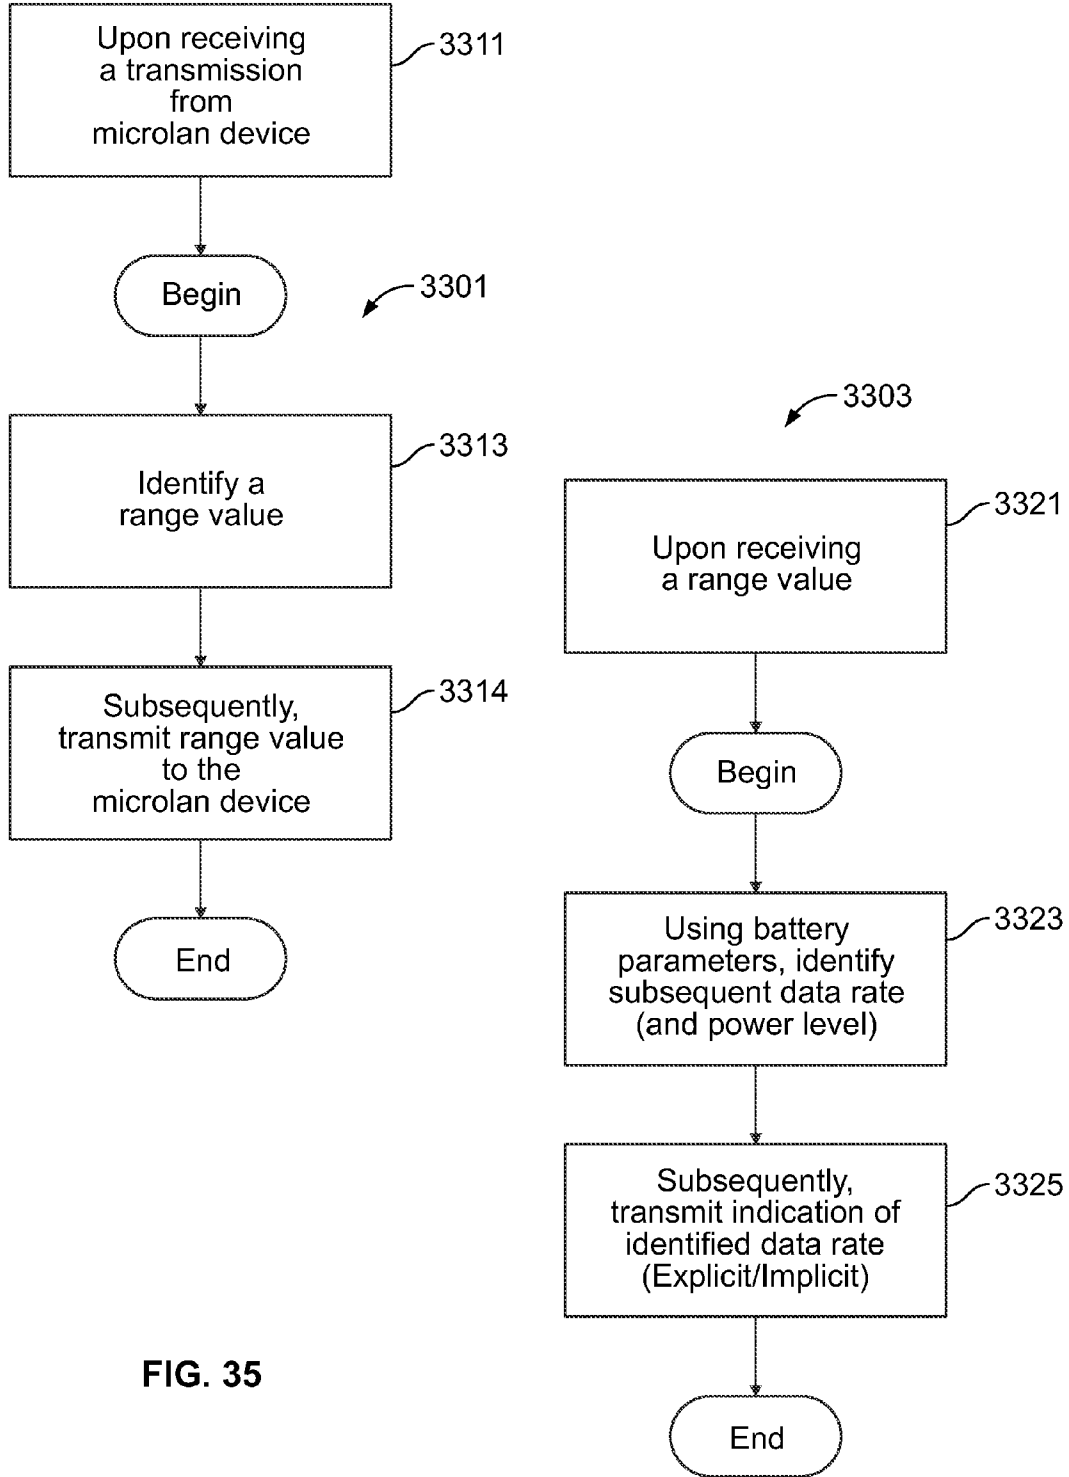 Upon receiving
a transmission
from
microlan device
3311
Begin
3301
Identify a
range value
3313
Subsequently,
transmit range value
to the
microlan device
3314
End
3303
Upon receiving
a range value
3321
Begin
Using battery
parameters, identify
subsequent data rate
(and power level)
3323
Subsequently,
transmit indication of
identified data rate
(Explicit/Implicit)
3325
End
FIG. 35